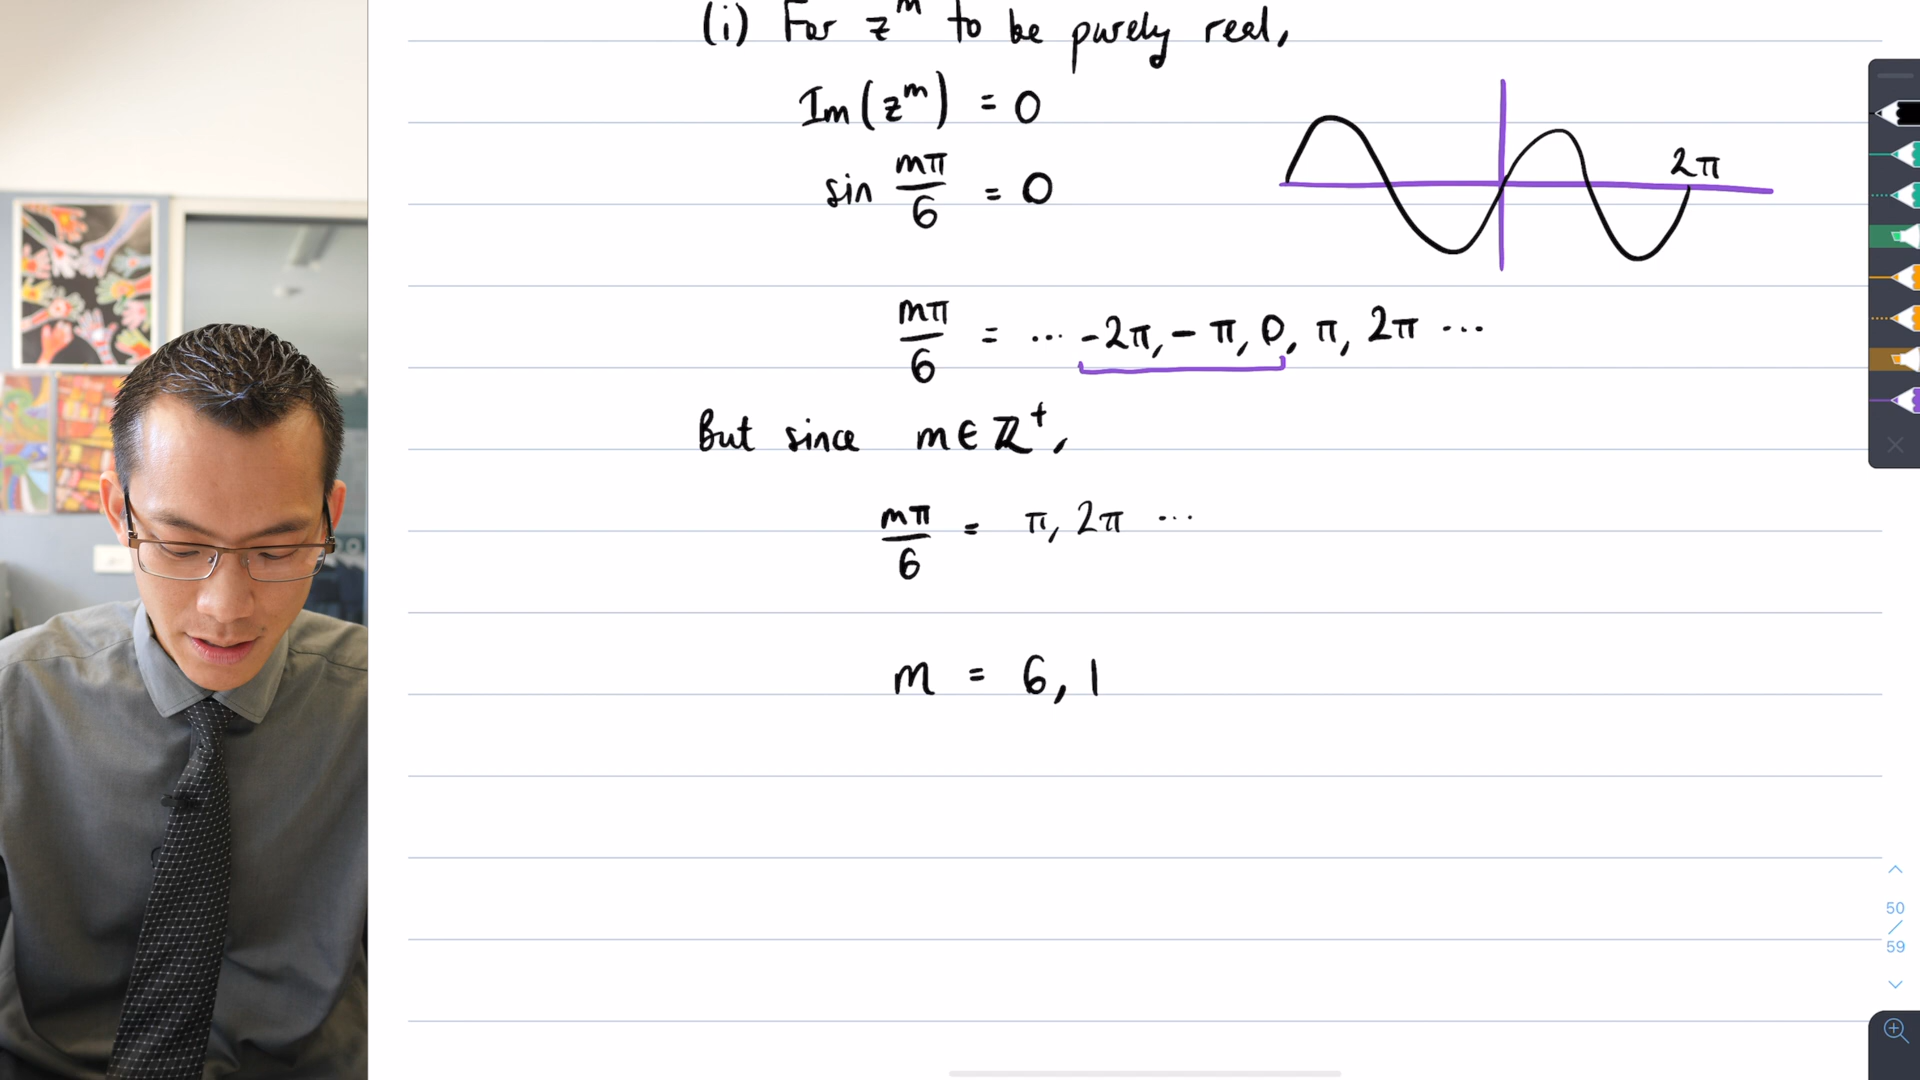 (i) For z^m to be purely real,
Im(z^m) = 0
sin mπ/6 = 0
2π
mπ/6 = ... -2π, -π, 0, π, 2π ...
But since m ∈ ℤ⁺,
mπ/6 = π, 2π ...
m = 6, 1
50
/
59